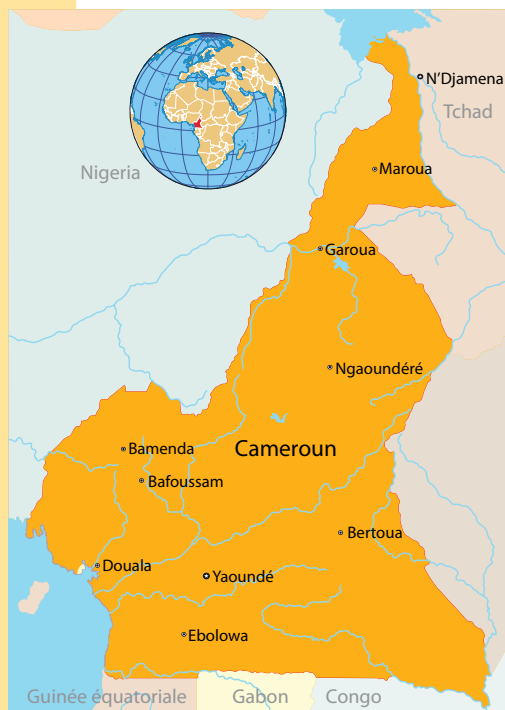 N'Djamena
Tchad
Nigeria
Maroua
Garoua
Ngaoundéré
Bamenda
Cameroun
Bafoussam
Bertoua
Douala
Yaoundé
Ebolowa
Guinée équatoriale
Gabon
Congo